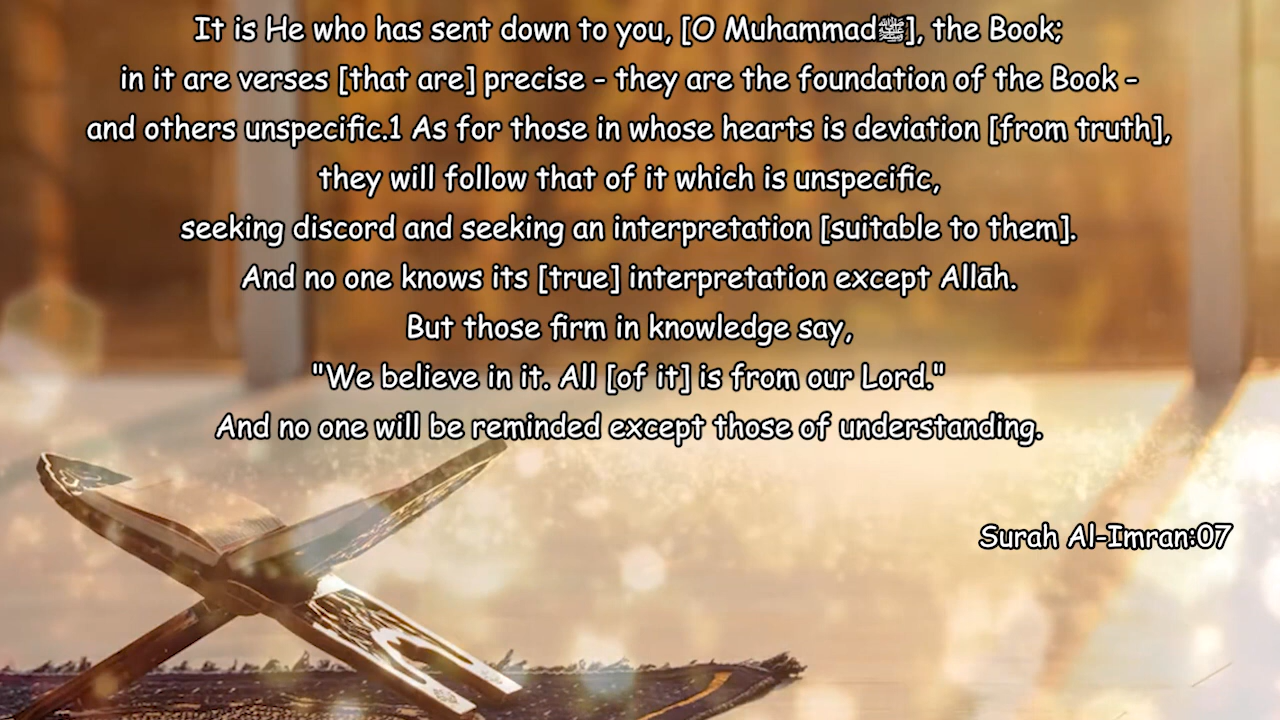 It is He who has sent down to you, [O Muhammadﷺ], the Book;
in it are verses [that are] precise – they are the foundation of the Book –
and others unspecific.1 As for those in whose hearts is deviation [from truth],
they will follow that of it which is unspecific,
seeking discord and seeking an interpretation [suitable to them].
And no one knows its [true] interpretation except Allāh.
But those firm in knowledge say,
"We believe in it. All [of it] is from our Lord."
And no one will be reminded except those of understanding.
Surah Al-Imran:07